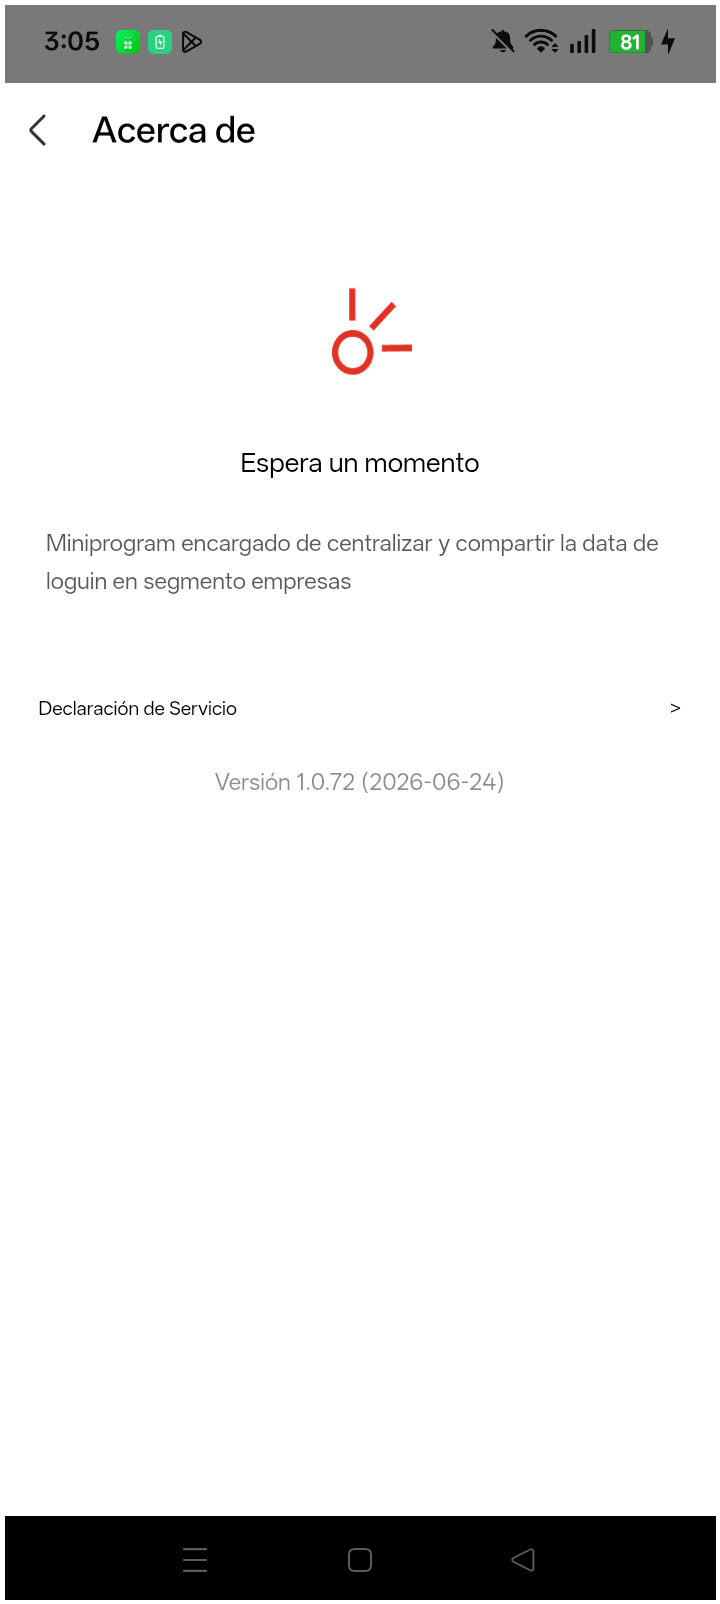 3:05
81
Acerca de
Espera un momento
Miniprogram encargado de centralizar y compartir la data de
loguin en segmento empresas
Declaración de Servicio >
Versión 1.0.72 (2026-06-24)